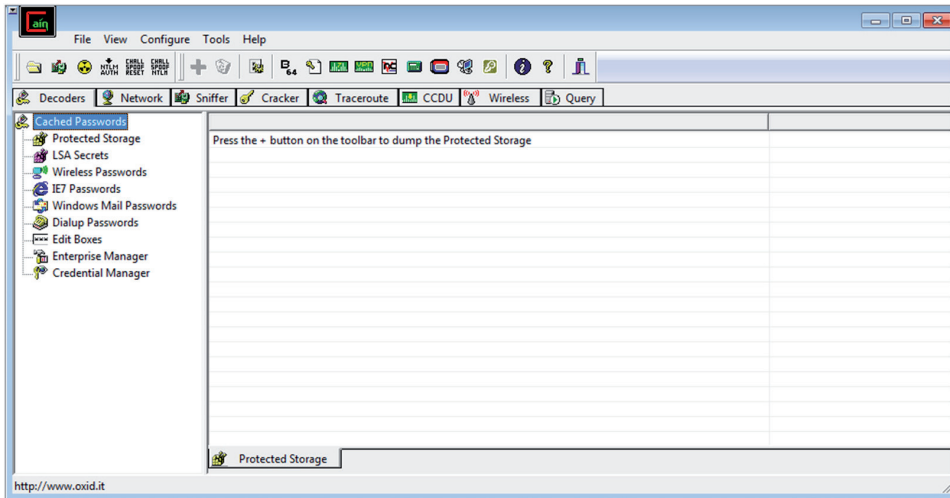 aín
File View Configure Tools Help
NTLM AUTH CHALL SPOOF RESET CHALL SPOOF NTLM B 64
Decoders Network Sniffer Cracker Traceroute CCDU Wireless Query
Cached Passwords
Protected Storage
Press the + button on the toolbar to dump the Protected Storage
LSA Secrets
Wireless Passwords
IE7 Passwords
Windows Mail Passwords
Dialup Passwords
Edit Boxes
Enterprise Manager
Credential Manager
Protected Storage
http://www.oxid.it